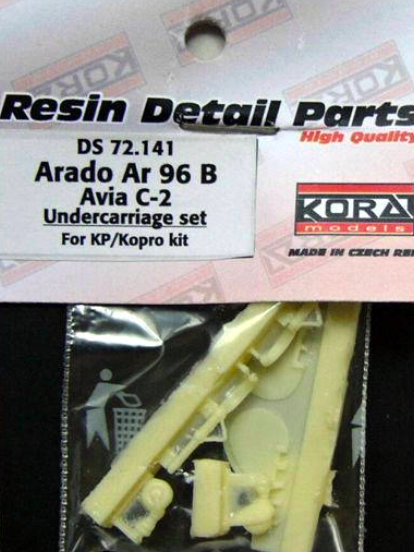 Resin Detail Parts
High Quality
DS 72.141
Arado Ar 96 B
Avia C-2
Undercarriage set
For KP/Kopro kit
KORA
models
MADE IN CZECH RE